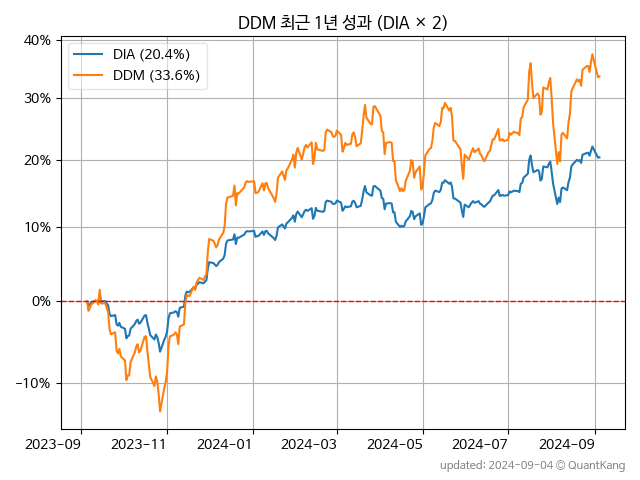 DDM 최근 1년 성과 (DIA × 2)
DIA (20.4%)
DDM (33.6%)
40%
30%
20%
10%
0%
−10%
2023-09 2023-11 2024-01 2024-03 2024-05 2024-07 2024-09
updated: 2024-09-04 © QuantKang